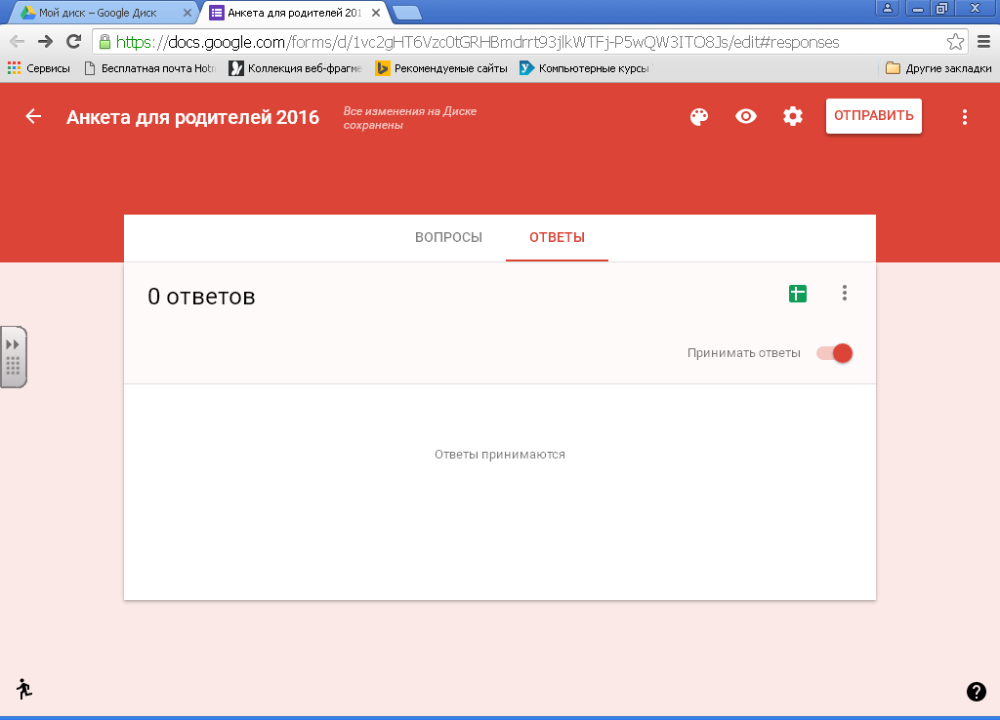 Мой диск – Google Диск
Анкета для родителей 201
https://docs.google.com/forms/d/1vc2gHT6Vzc0tGRHBmdrrt93jlkWTFj-P5wQW3ITO8Js/edit#responses
Сервисы
Бесплатная почта Hotm
Коллекция веб-фрагме
Рекомендуемые сайты
Компьютерные курсы
Другие закладки
Анкета для родителей 2016
Все изменения на Диске
сохранены
ОТПРАВИТЬ
ВОПРОСЫ
ОТВЕТЫ
0 ответов
Принимать ответы
Ответы принимаются